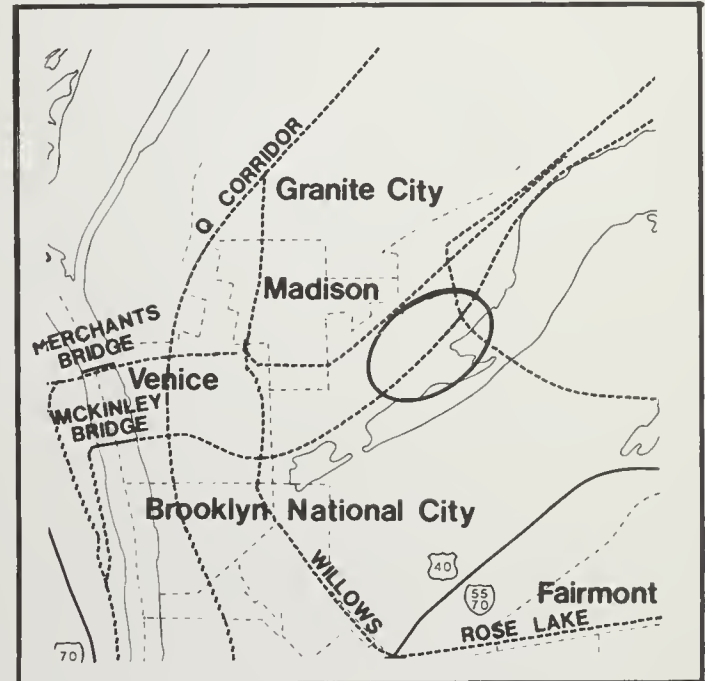 Q CORRIDOR
Granite City
Madison
MERCHANTS
BRIDGE
Venice
MCKINLEY
BRIDGE
Brooklyn
National City
WILLOWS
40
55
70
Fairmont
ROSE LAKE
70